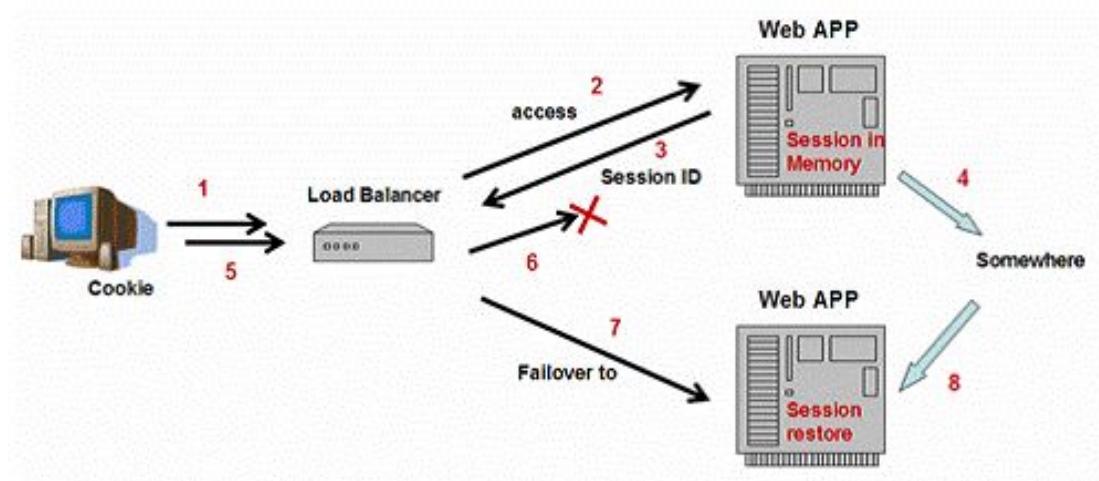 Web APP
2
access
Session in
Memory
3
Session ID
4
1
Load Balancer
Somewhere
5
6
Cookie
Web APP
7
Failover to
8
Session
restore